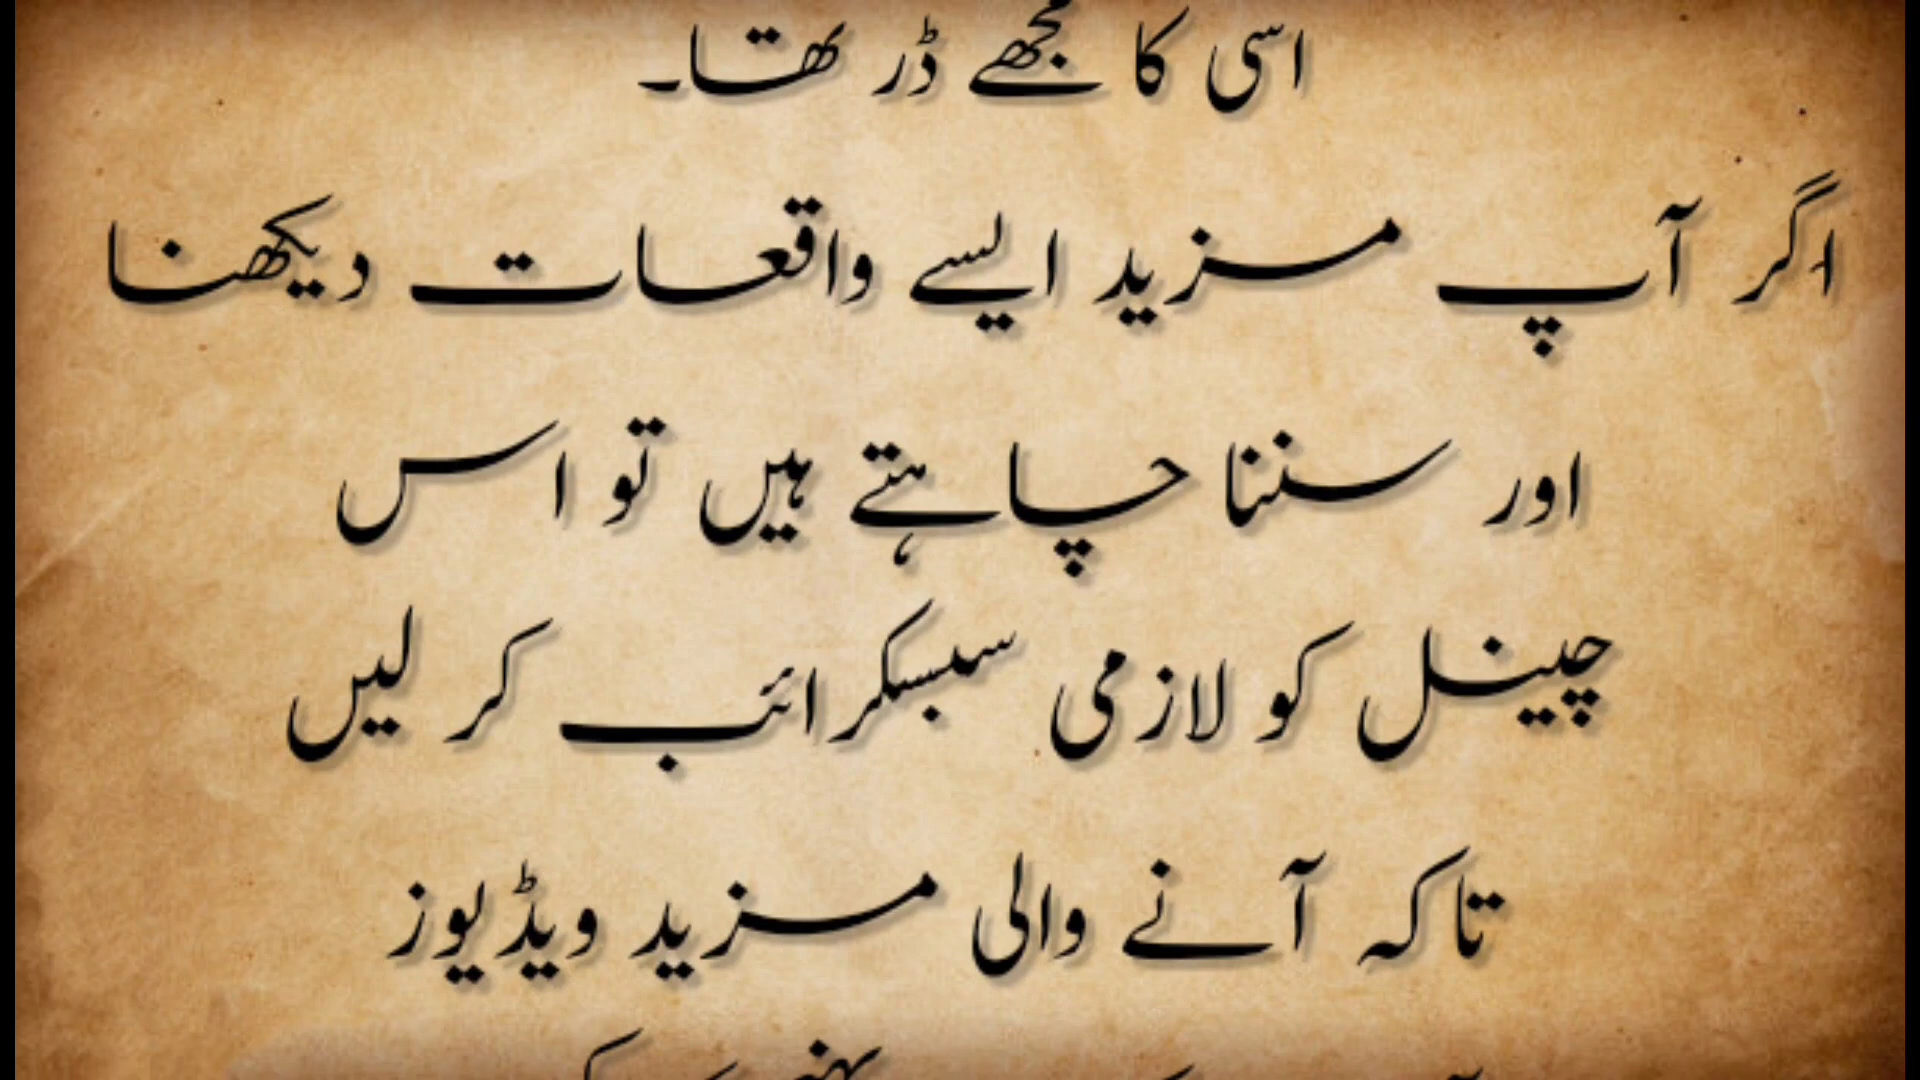 اسی کا مجھے ڈر تھا۔
اگر آپ مزید ایسے واقعات دیکھنا
اور سننا چاہتے ہیں تو اس
چینل کو لازمی سبسکرائب کر لیں
تاکہ آنے والی مزید ویڈیوز